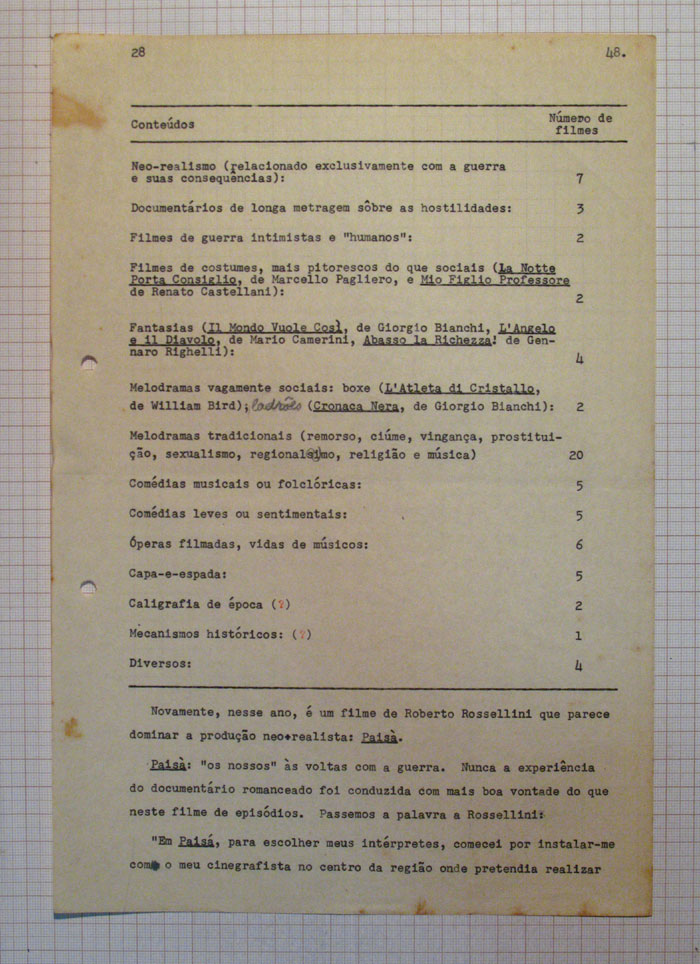 28 48.
Conteúdos Número de
filmes
Neo-realismo (relacionado exclusivamente com a guerra
e suas consequências): 7
Documentários de longa metragem sôbre as hostilidades: 3
Filmes de guerra intimistas e "humanos": 2
Filmes de costumes, mais pitorescos do que sociais (La Notte
Porta Consiglio, de Marcello Pagliero, e Mio Figlio Professore
de Renato Castellani): 2
Fantasias (Il Mondo Vuole Così, de Giorgio Bianchi, L'Angelo
e il Diavolo, de Mario Camerini, Abasso la Richezza! de Gen-
naro Righelli): 4
Melodramas vagamente sociais: boxe (L'Atleta di Cristallo,
de William Bird); ladrões (Cronaca Nera, de Giorgio Bianchi): 2
Melodramas tradicionais (remorso, ciúme, vingança, prostitui-
ção, sexualismo, regionalismo, religião e música) 20
Comédias musicais ou folclóricas: 5
Comédias leves ou sentimentais: 5
Óperas filmadas, vidas de músicos: 6
Capa-e-espada: 5
Caligrafia de época (?) 2
Mecanismos históricos: (?) 1
Diversos: 4
Novamente, nesse ano, é um filme de Roberto Rossellini que parece
dominar a produção neo-realista: Paisà.
Paisà: "os nossos" às voltas com a guerra. Nunca a experiência
do documentário romanceado foi conduzida com mais boa vontade do que
neste filme de episódios. Passemos a palavra a Rossellini:
"Em Paisá, para escolher meus intérpretes, comecei por instalar-me
com o meu cinegrafista no centro da região onde pretendia realizar